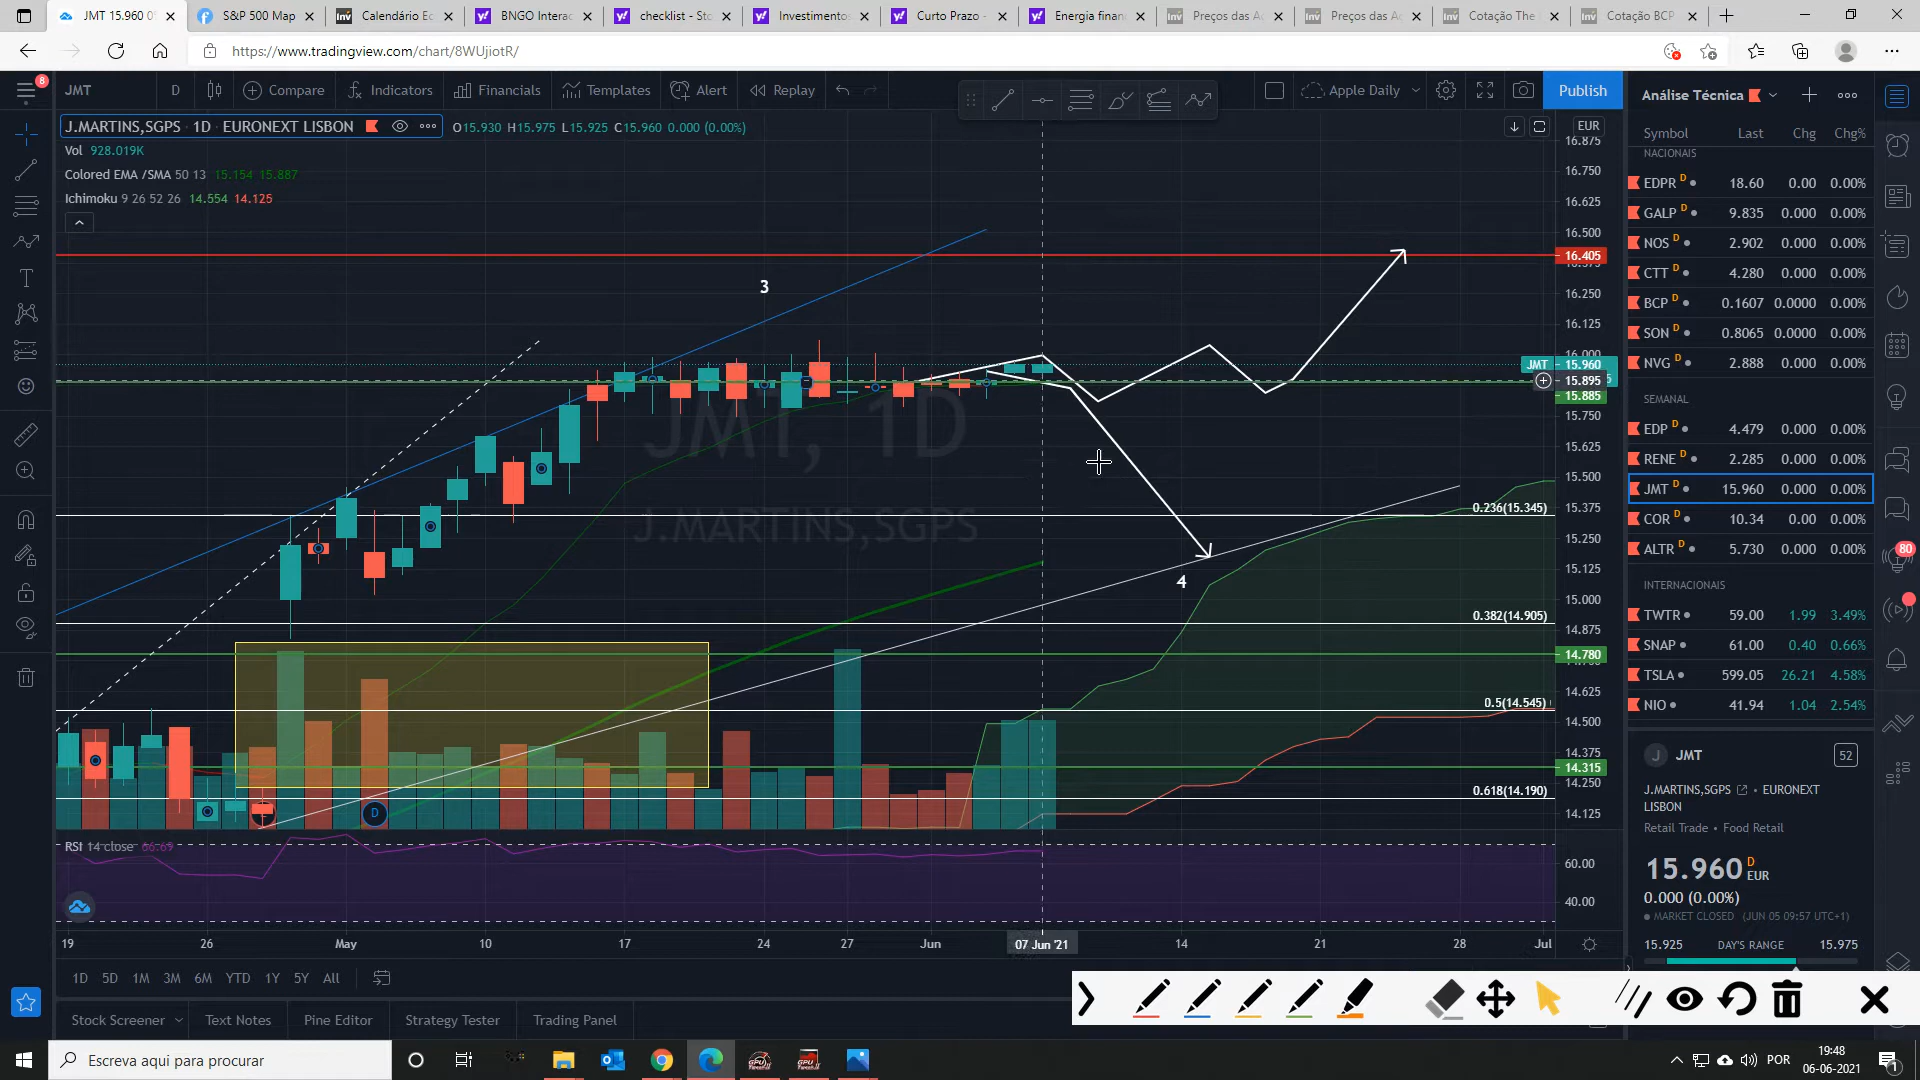 JMT 15.960 0
S&P 500 Map
Calendário Ec
BNGO Interac
checklist - Sto
Investimentos
Curto Prazo -
Energia finan
Preços das Ac
Preços das Ac
Cotação The
Cotação BCP
https://www.tradingview.com/chart/8WUjiotR/
8
JMT
D
Compare
Indicators
Financials
Templates
Alert
Replay
Apple Daily
Publish
Análise Técnica
J.MARTINS,SGPS · 1D · EURONEXT LISBON
O15.930 H15.975 L15.925 C15.960 0.000 (0.00%)
Vol 928.019K
Colored EMA /SMA 50 13 15.154 15.887
Ichimoku 9 26 52 26 14.554 14.125
EUR
16.875
16.750
16.625
16.500
16.405
16.250
16.125
16.000
JMT 15.960
15.895
15.885
15.750
15.625
15.500
15.375
15.250
15.125
15.000
14.875
14.780
14.625
14.500
14.375
14.315
14.250
14.125
3
4
JMT, 1D
J.MARTINS,SGPS
0.236(15.345)
0.382(14.905)
0.5(14.545)
0.618(14.190)
E
D
RSI 14 close 66.69
60.00
40.00
19
26
May
10
17
24
27
Jun
07 Jun '21
14
21
28
Jul
1D 5D 1M 3M 6M YTD 1Y 5Y All
Stock Screener
Text Notes
Pine Editor
Strategy Tester
Trading Panel
Symbol Last Chg Chg%
NACIONAIS
EDPR D 18.60 0.00 0.00%
GALP D 9.835 0.000 0.00%
NOS D 2.902 0.000 0.00%
CTT D 4.280 0.000 0.00%
BCP D 0.1607 0.0000 0.00%
SON D 0.8065 0.0000 0.00%
NVG D 2.888 0.000 0.00%
SEMANAL
EDP D 4.479 0.000 0.00%
RENE D 2.285 0.000 0.00%
JMT D 15.960 0.000 0.00%
COR D 10.34 0.00 0.00%
ALTR D 5.730 0.000 0.00%
INTERNACIONAIS
TWTR 59.00 1.99 3.49%
SNAP 61.00 0.40 0.66%
TSLA 599.05 26.21 4.58%
NIO 41.94 1.04 2.54%
80
J JMT
52
J.MARTINS,SGPS • EURONEXT
LISBON
Retail Trade • Food Retail
15.960 D EUR
0.000 (0.00%)
MARKET CLOSED (JUN 05 09:57 UTC+1)
15.925 DAY'S RANGE 15.975
Escreva aqui para procurar
POR
19:48
06-06-2021
1